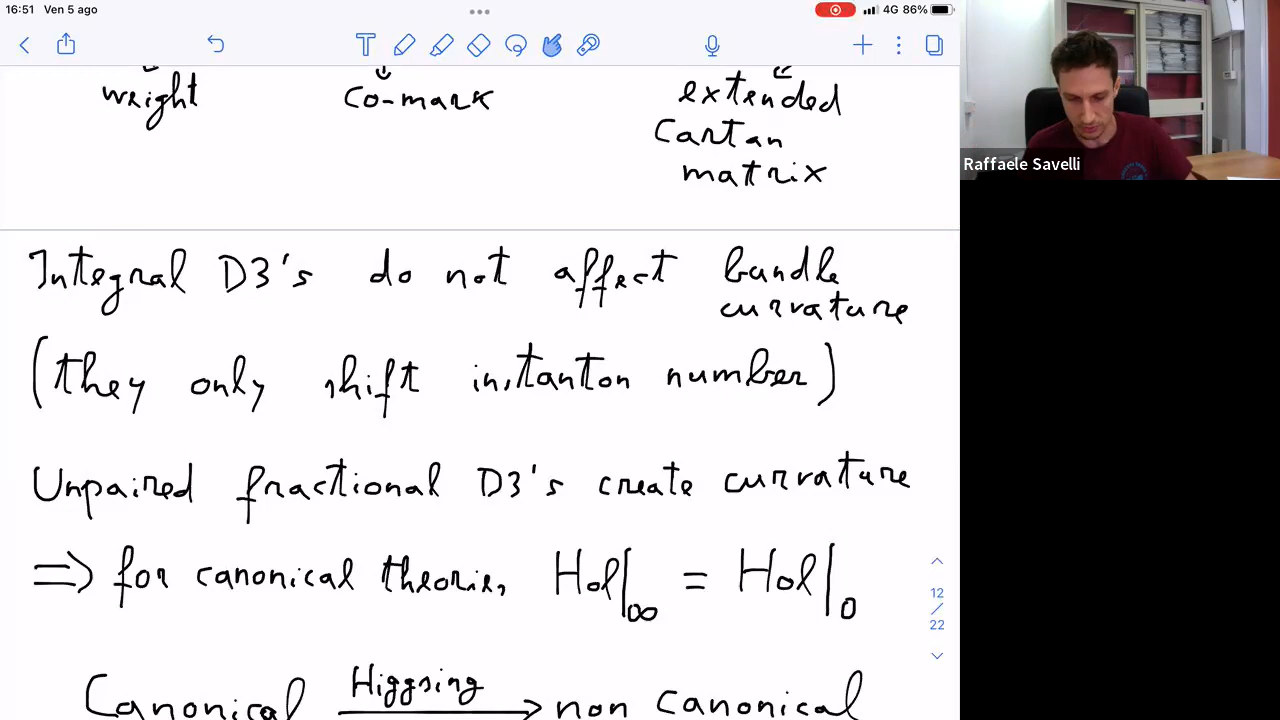 16:51 Ven 5 ago
4G 86%
weight
co-mark
extended
Cartan
matrix
Raffaele Savelli
Integral D3's do not affect bundle
curvature
(they only shift instanton number)
Unpaired fractional D3's create curvature
⇒ for canonical theories Hol|∞ = Hol|0
12
/
22
Higgsing
Canonical → non canonical